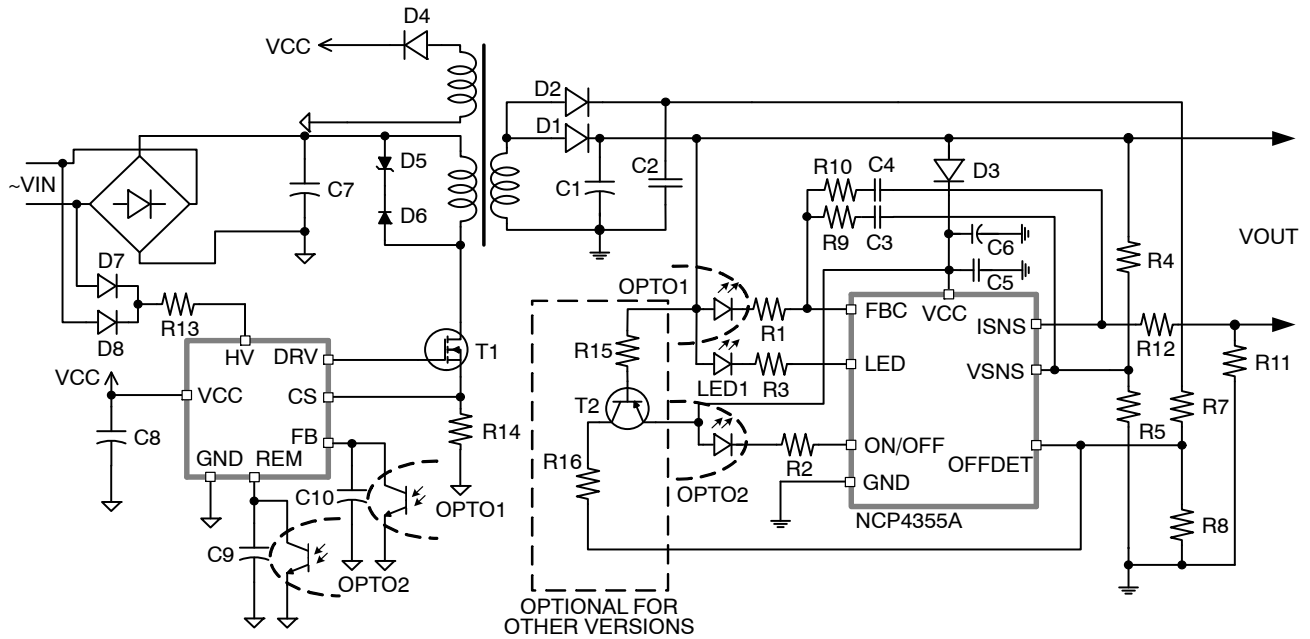 D4
VCC
D2
D1
D5
D6
C7
~VIN
C1
C2
D3
R10
C4
R9
C3
C6
C5
R4
VOUT
D7
D8
R13
OPTO1
R1
FBC
VCC
ISNS
R12
R11
HV
DRV
T1
R15
LED1
R3
LED
VSNS
VCC
VCC
CS
T2
R5
R7
C8
FB
R14
R16
R2
ON/OFF
OFFDET
GND
REM
OPTO2
GND
NCP4355A
C10
OPTO1
R8
C9
OPTO2
OPTIONAL FOR
OTHER VERSIONS